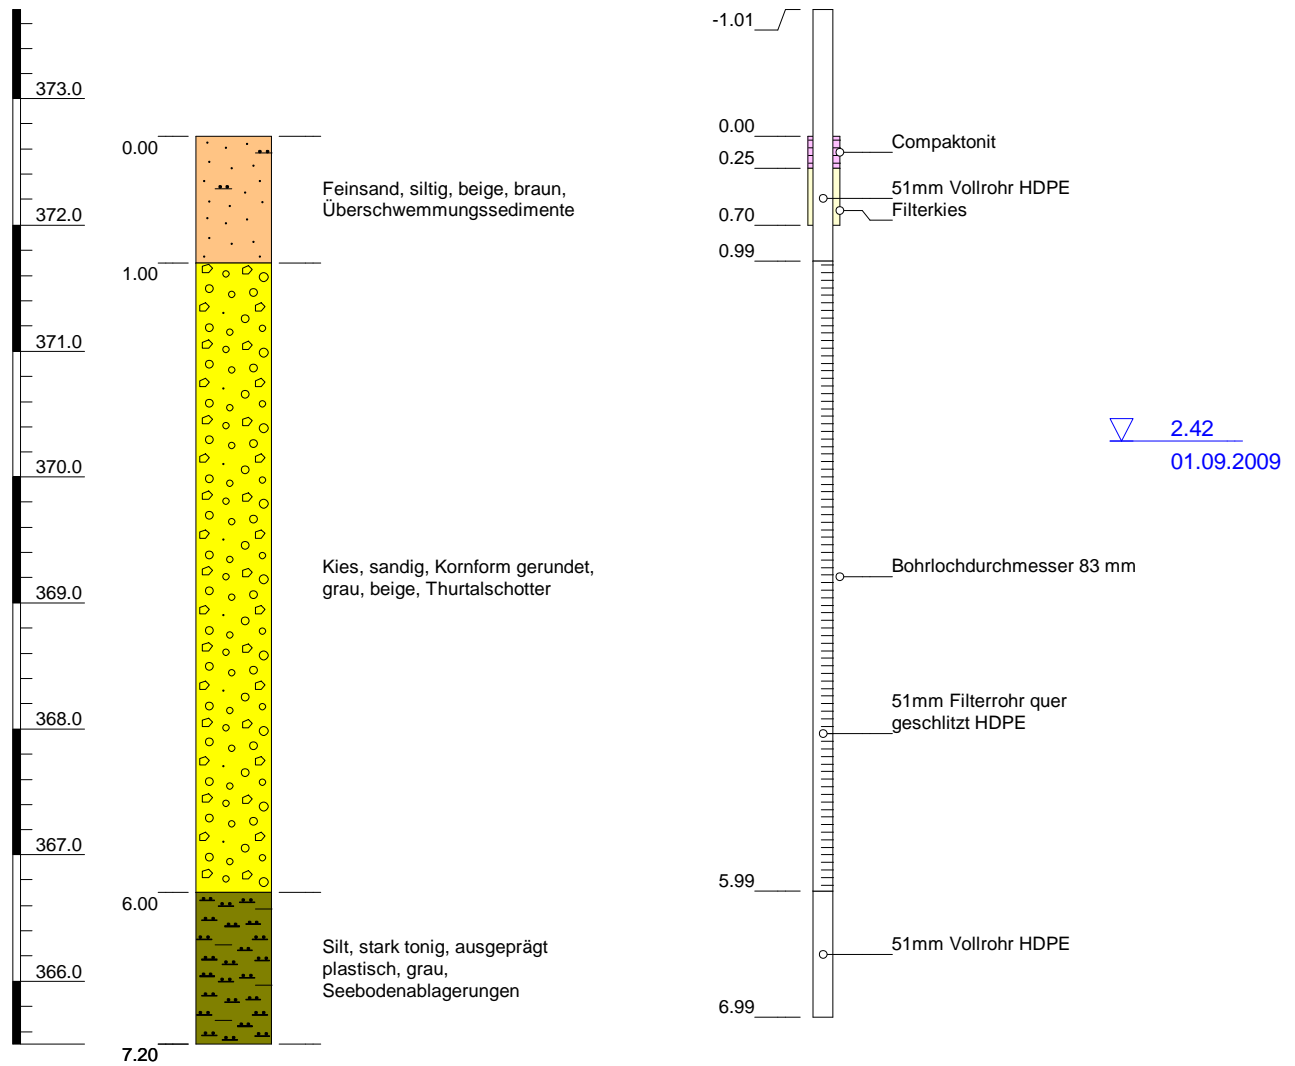 373.0
372.0
371.0
370.0
369.0
368.0
367.0
366.0
0.00
1.00
6.00
7.20
Feinsand, siltig, beige, braun,
Überschwemmungssedimente
Kies, sandig, Kornform gerundet,
grau, beige, Thurtalschotter
Silt, stark tonig, ausgeprägt
plastisch, grau,
Seebodenablagerungen
-1.01
0.00
0.25
0.70
0.99
5.99
6.99
Compaktonit
51mm Vollrohr HDPE
Filterkies
Bohrlochdurchmesser 83 mm
51mm Filterrohr quer
geschlitzt HDPE
51mm Vollrohr HDPE
2.42
01.09.2009